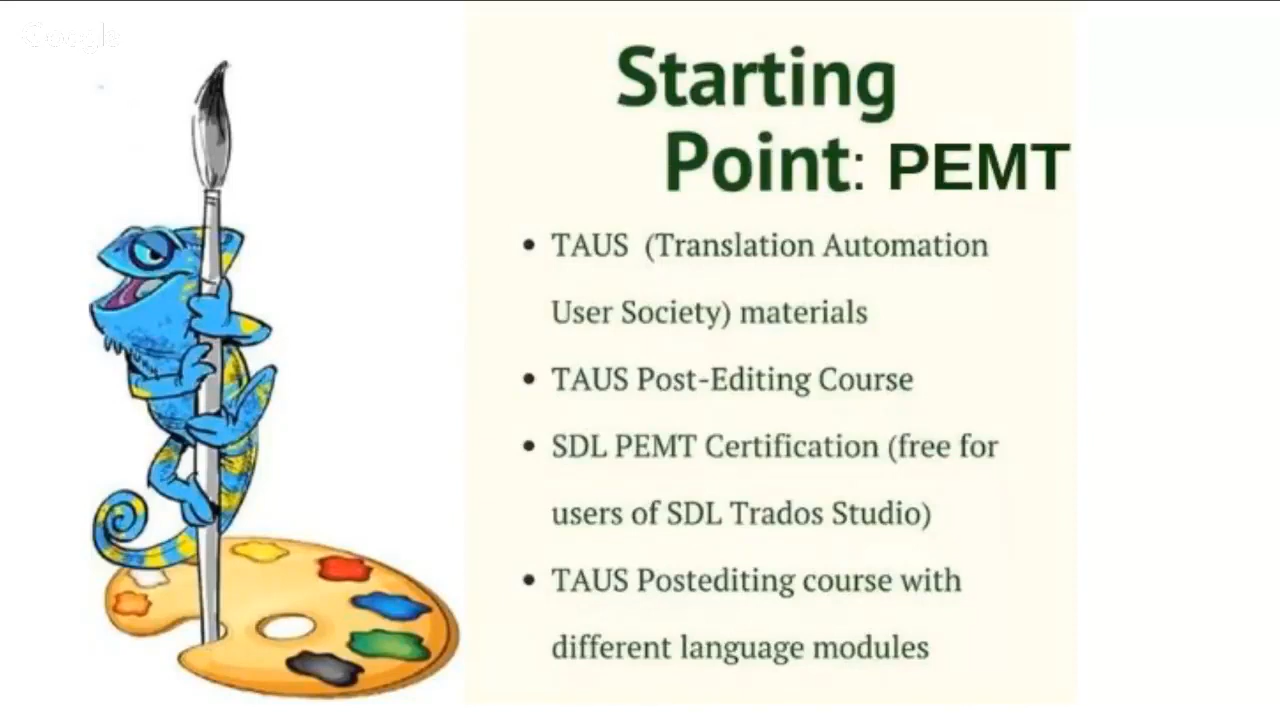 Google
Starting
Point: PEMT
• TAUS (Translation Automation
User Society) materials
• TAUS Post-Editing Course
• SDL PEMT Certification (free for
users of SDL Trados Studio)
• TAUS Postediting course with
different language modules